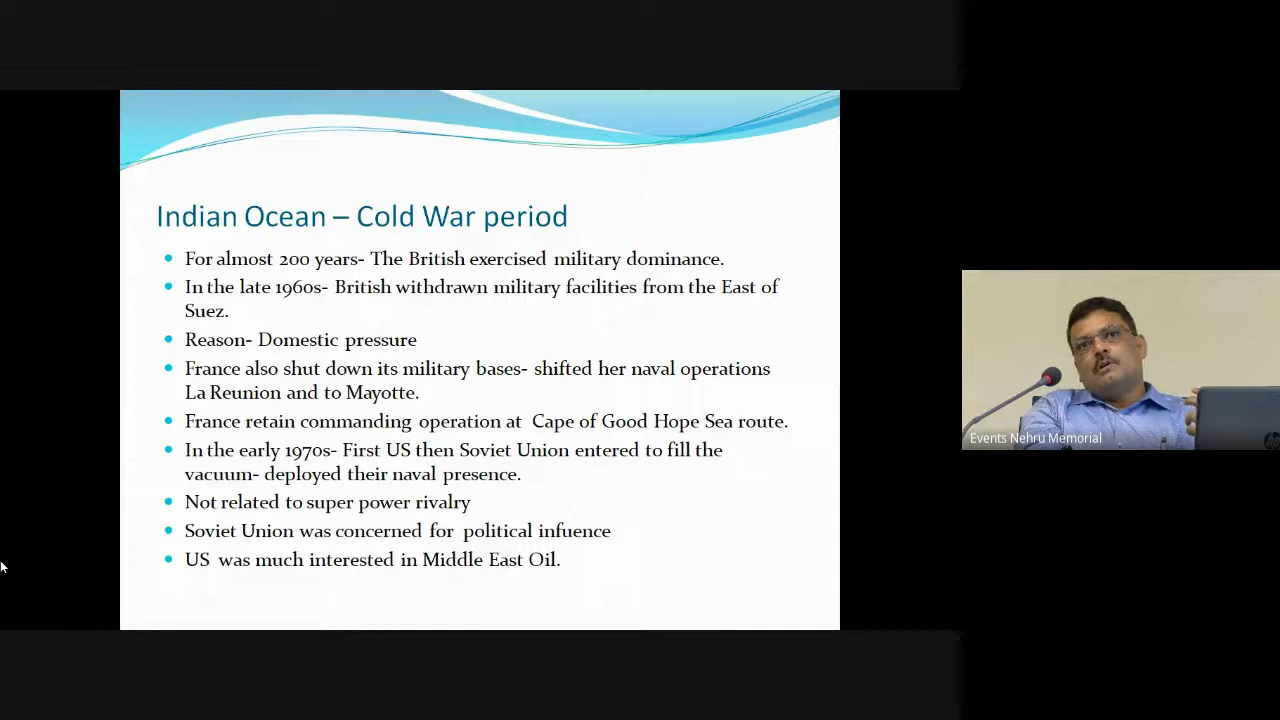 Indian Ocean – Cold War period
• For almost 200 years- The British exercised military dominance.
• In the late 1960s- British withdrawn military facilities from the East of
Suez.
• Reason- Domestic pressure
• France also shut down its military bases- shifted her naval operations
La Reunion and to Mayotte.
• France retain commanding operation at Cape of Good Hope Sea route.
• In the early 1970s- First US then Soviet Union entered to fill the
vacuum- deployed their naval presence.
• Not related to super power rivalry
• Soviet Union was concerned for political infuence
• US was much interested in Middle East Oil.
Events Nehru Memorial
hp